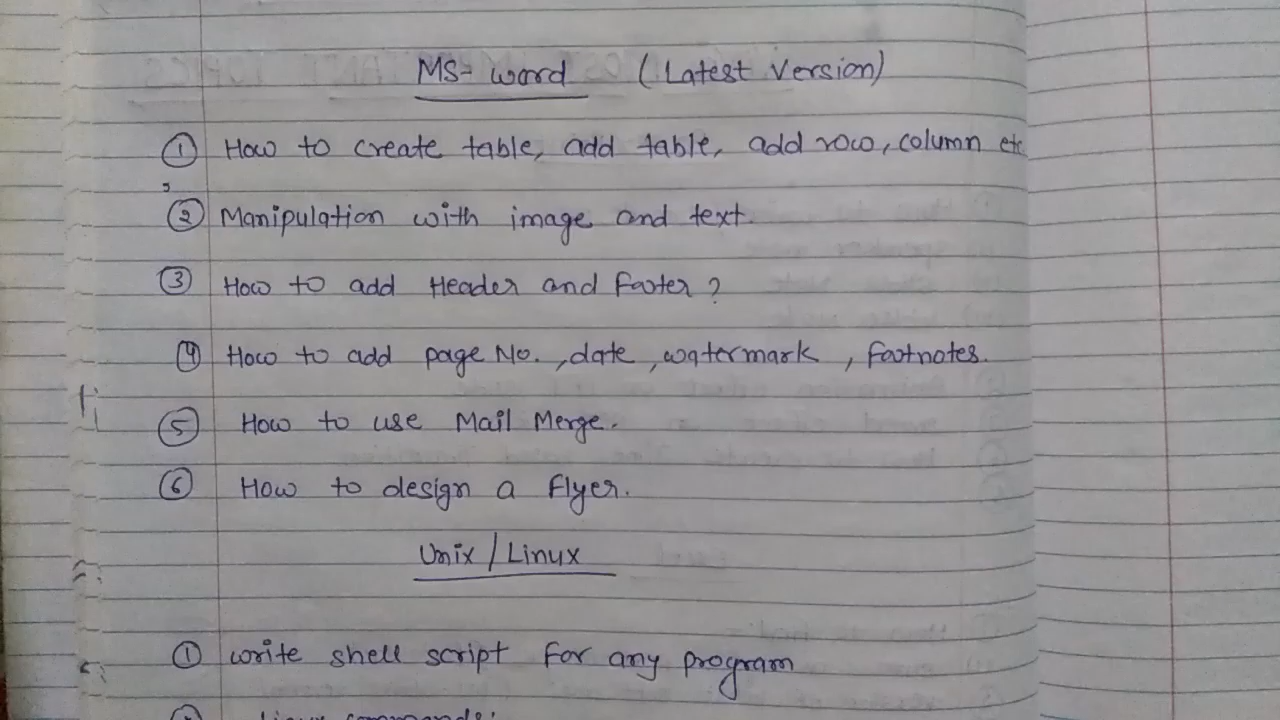 MS-word (Latest Version)
① How to create table, add table, add row, column etc
② Manipulation with image and text.
③ How to add Header and footer?
④ How to add page No., date, watermark, footnotes.
⑤ How to use Mail Merge.
⑥ How to design a flyer.
Unix / Linux
① write shell script for any program
② Linux commands: